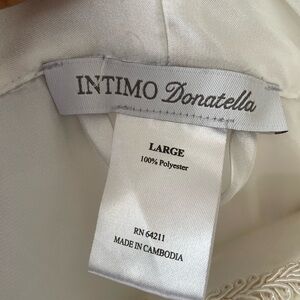 INTIMO Donatella
LARGE
100% Polyester
RN 64211
MADE IN CAMBODIA